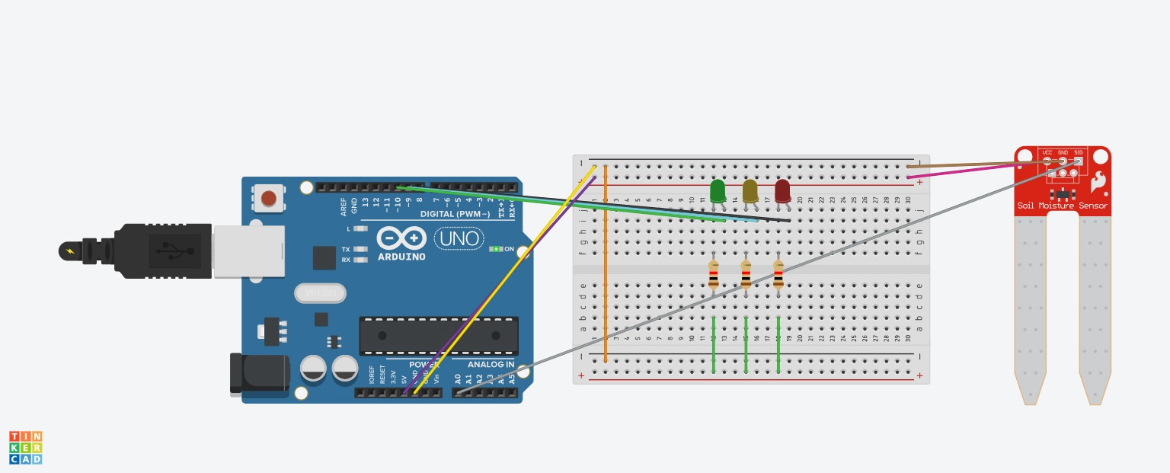 AREF
GND
13
12
~11
~10
~9
8
7
~6
~5
4
~3
2
TX→1
RX←0
DIGITAL (PWM~)
L
TX
RX
UNO
ON
ARDUINO
POWER
ANALOG IN
IOREF
RESET
3.3V
5V
GND
GND
Vin
A0
A1
A2
A3
A4
A5
VCC GND SIG
Soil Moisture Sensor
TIN
KER
CAD